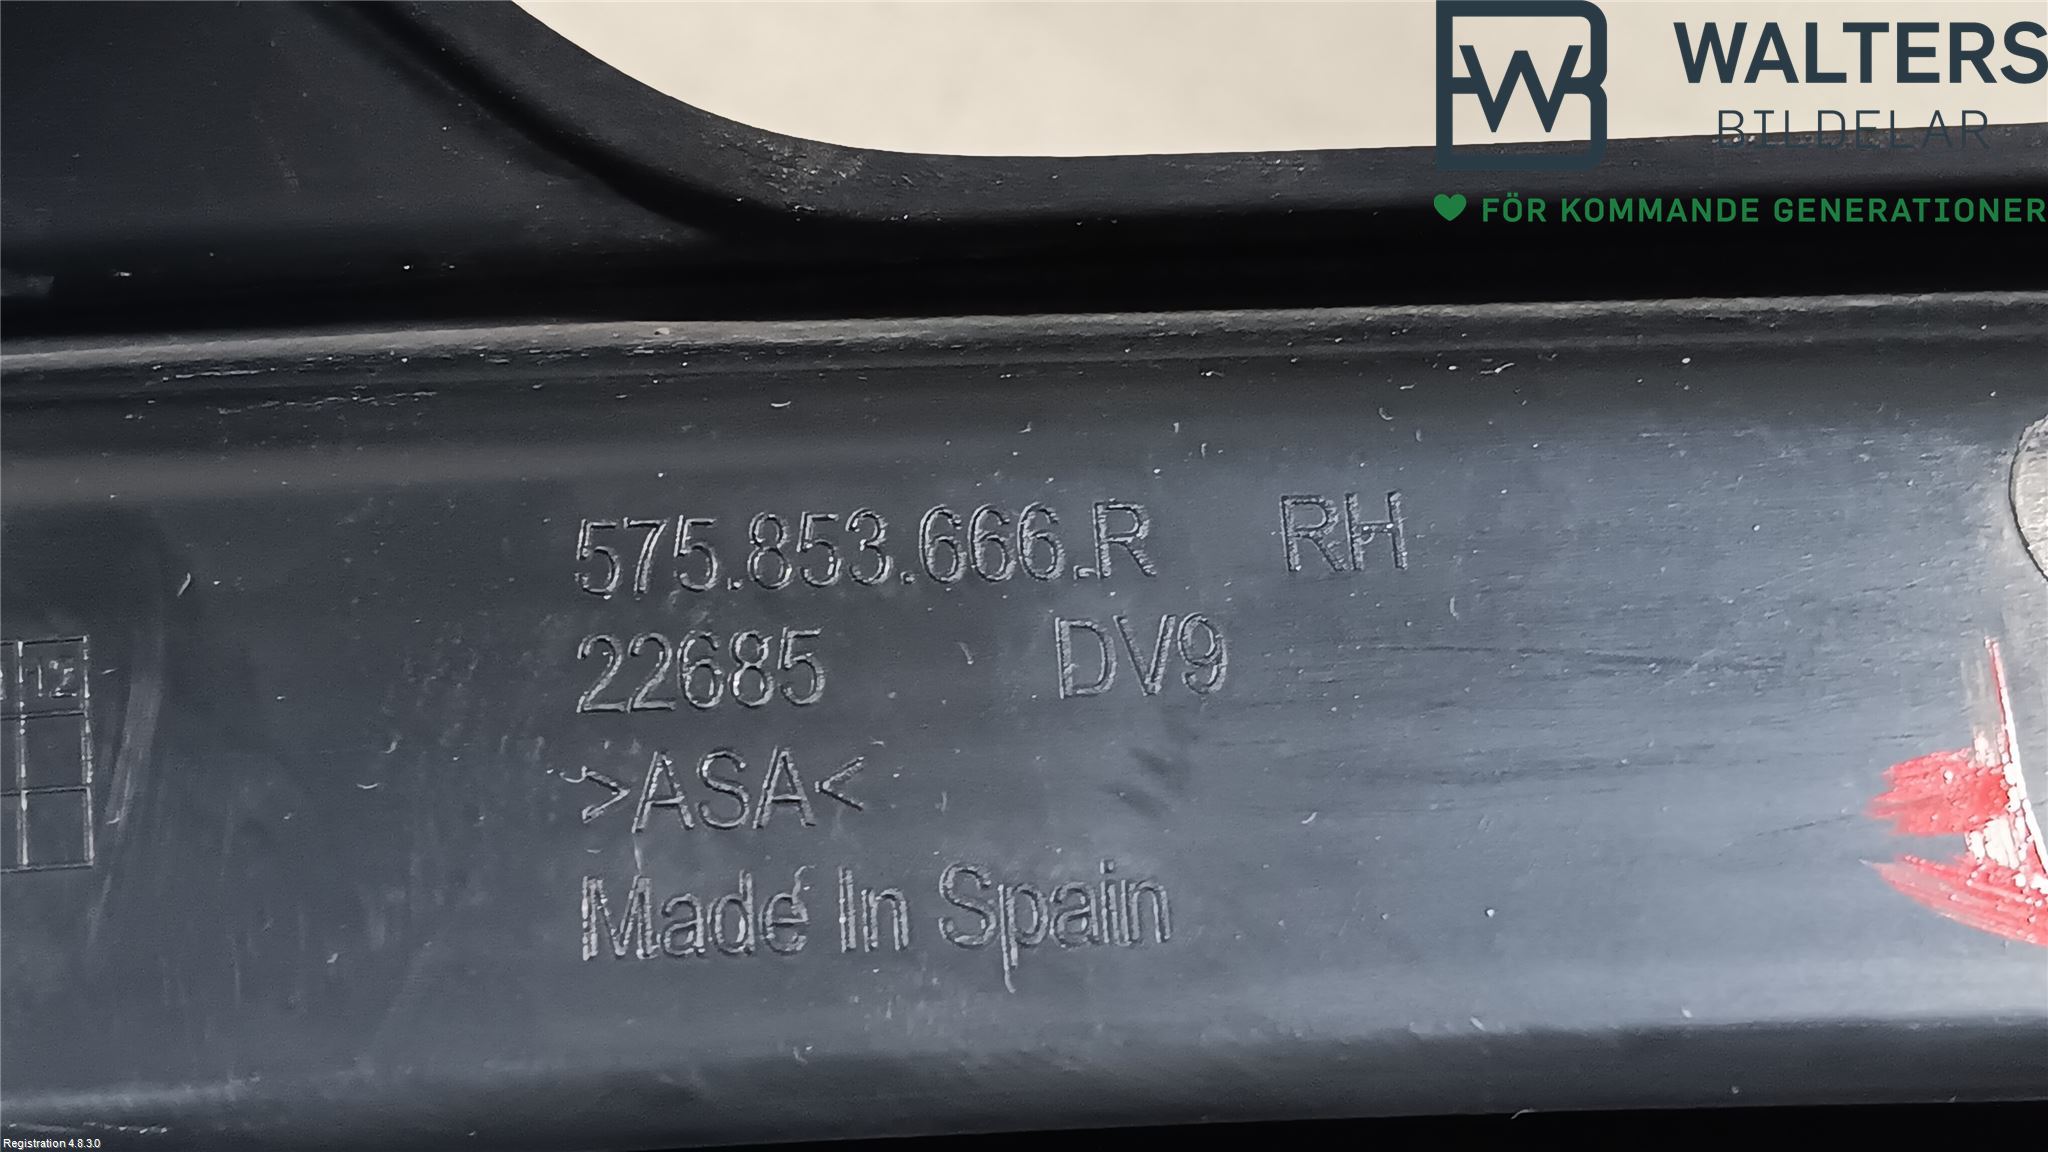 WALTERS
BILDELAR
FÖR KOMMANDE GENERATIONER
575.853.666.R RH
22685 DV9
>ASA<
Made In Spain
12
Registration 4.8.3.0